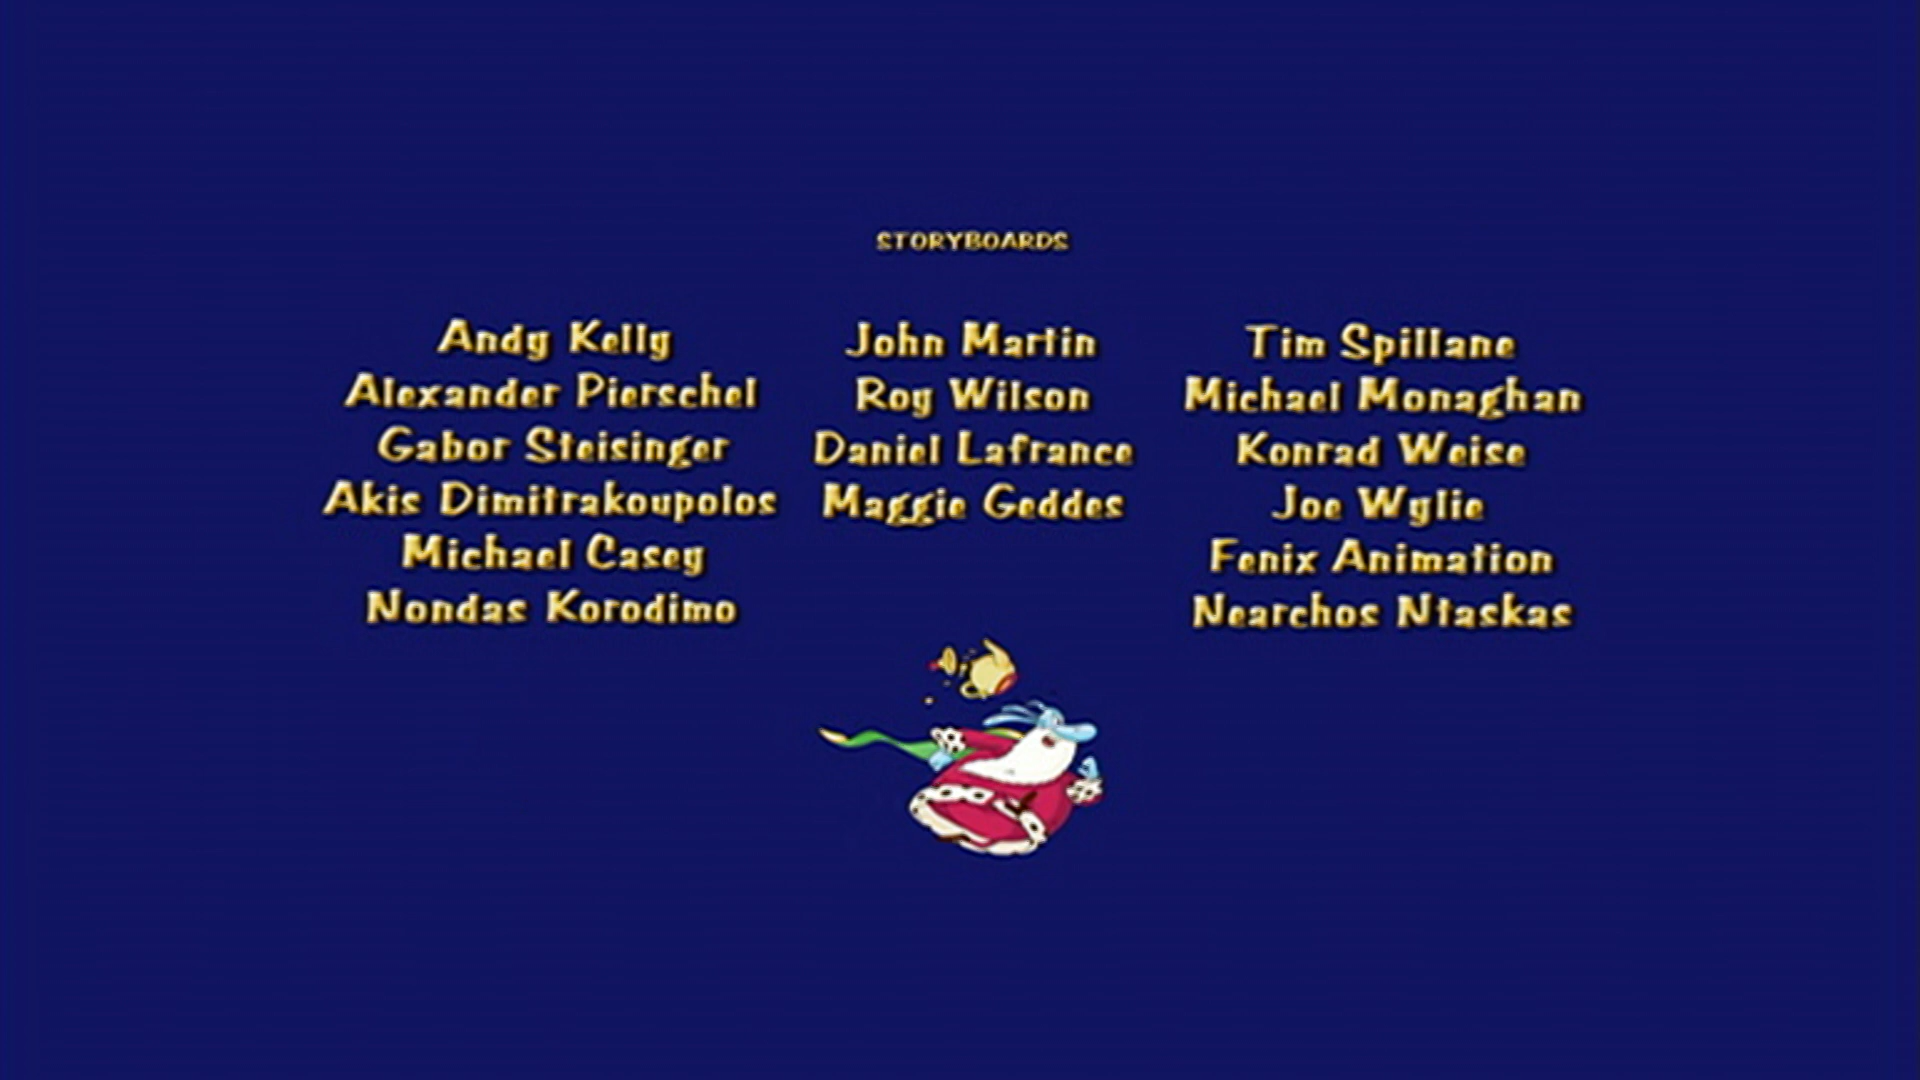 STORYBOARDS
Andy Kelly
Alexander Pierschel
Gabor Steisinger
Akis Dimitrakoupolos
Michael Casey
Nondas Korodimo
John Martin
Roy Wilson
Daniel Lafrance
Maggie Geddes
Tim Spillane
Michael Monaghan
Konrad Weise
Joe Wylie
Fenix Animation
Nearchos Ntaskas